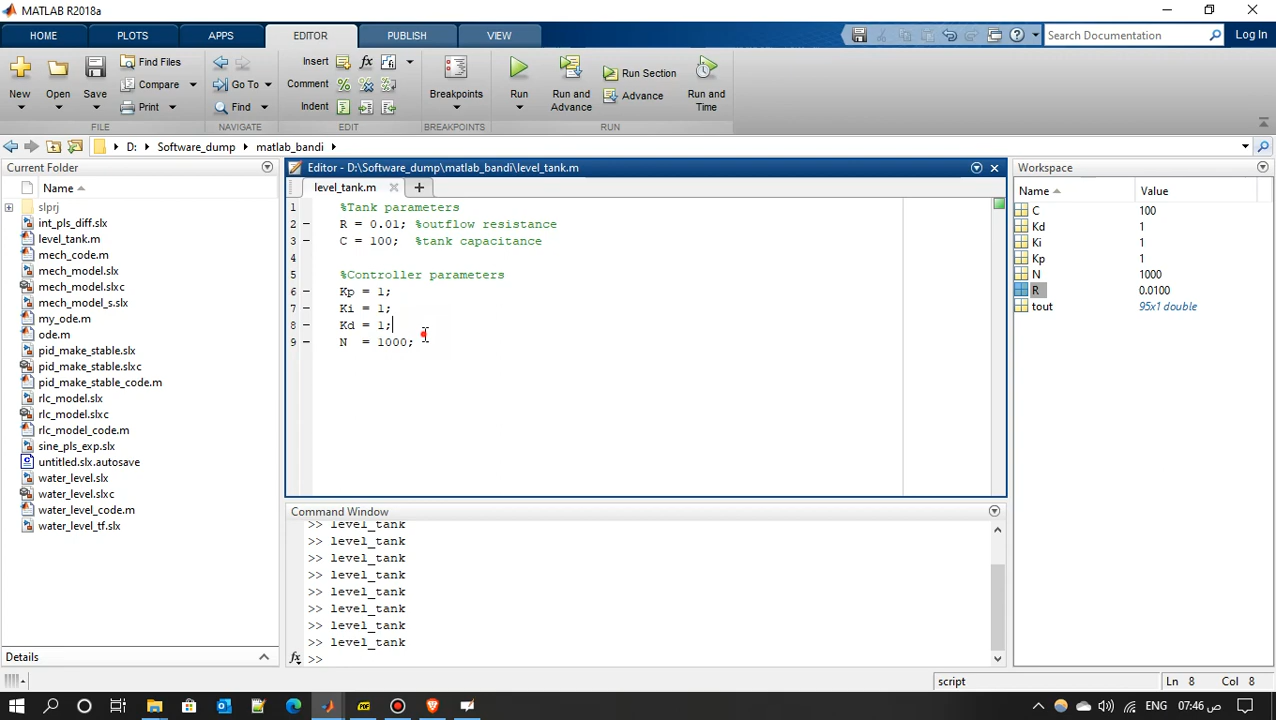 MATLAB R2018a
HOME PLOTS APPS EDITOR PUBLISH VIEW Search Documentation Log In
New Open Save Find Files Compare Print
Go To Find
Insert fx
Comment %
Indent
Breakpoints
Run Run and Advance Run Section Advance Run and Time
FILE NAVIGATE EDIT BREAKPOINTS RUN
D: Software_dump matlab_bandi
Current Folder
Name
slprj
int_pls_diff.slx
level_tank.m
mech_code.m
mech_model.slx
mech_model.slxc
mech_model_s.slx
my_ode.m
ode.m
pid_make_stable.slx
pid_make_stable.slxc
pid_make_stable_code.m
rlc_model.slx
rlc_model.slxc
rlc_model_code.m
sine_pls_exp.slx
untitled.slx.autosave
water_level.slx
water_level.slxc
water_level_code.m
water_level_tf.slx
Details
Editor - D:\Software_dump\matlab_bandi\level_tank.m
level_tank.m
1 %Tank parameters
2 R = 0.01; %outflow resistance
3 C = 100; %tank capacitance
4
5 %Controller parameters
6 Kp = 1;
7 Ki = 1;
8 Kd = 1;
9 N = 1000;
Command Window
>> level_tank
>> level_tank
>> level_tank
>> level_tank
>> level_tank
>> level_tank
>> level_tank
>> level_tank
fx >>
Workspace
Name Value
C 100
Kd 1
Ki 1
Kp 1
N 1000
R 0.0100
tout 95x1 double
script Ln 8 Col 8
PDF ENG 07:46 ص